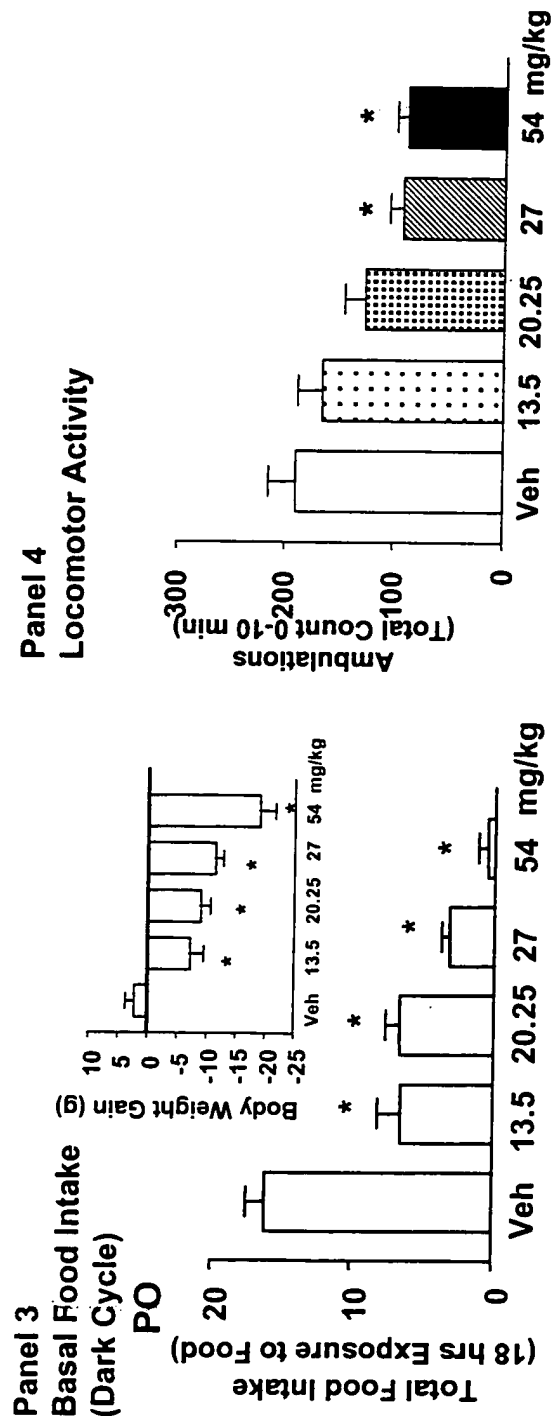 Panel 3
Basal Food Intake
(Dark Cycle)
PO
Total Food Intake
(18 hrs Exposure to Food)
20
10
0
Veh 13.5 20.25 27 54 mg/kg
*
*
*
*
Body Weight Gain (g)
10
5
0
-5
-10
-15
-20
-25
Veh 13.5 20.25 27 54 mg/kg
*
*
*
*
Panel 4
Locomotor Activity
Ambulations
(Total Count 0-10 min)
300
200
100
0
Veh 13.5 20.25 27 54 mg/kg
*
*